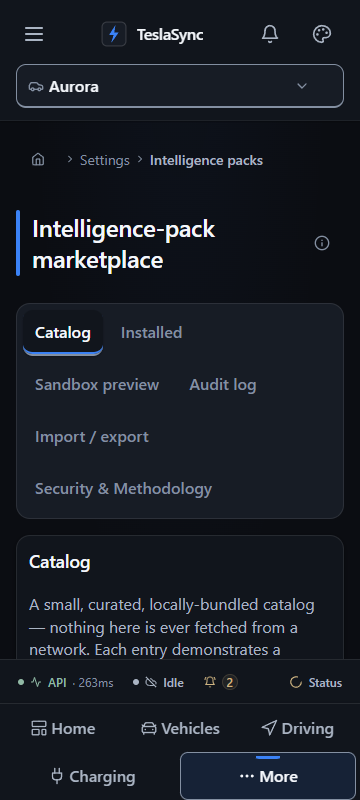 TeslaSync
Aurora
Settings
Intelligence packs
Intelligence-pack
marketplace
Catalog
Installed
Sandbox preview
Audit log
Import / export
Security & Methodology
Catalog
A small, curated, locally-bundled catalog
— nothing here is ever fetched from a
network. Each entry demonstrates a
API · 263ms
Idle
2
Status
Home
Vehicles
Driving
Charging
More